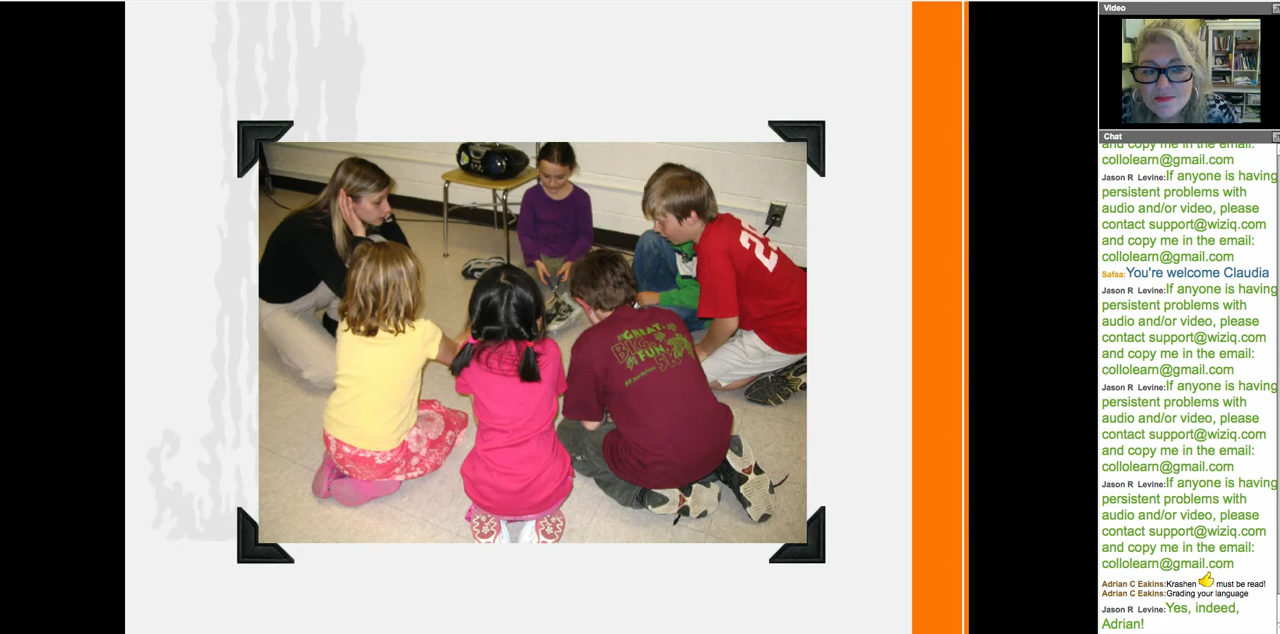 Video
Chat
and copy me in the email:
collolearn@gmail.com
Jason R Levine:If anyone is having
persistent problems with
audio and/or video, please
contact support@wiziq.com
and copy me in the email:
collolearn@gmail.com
Safaa:You're welcome Claudia
Jason R Levine:If anyone is having
persistent problems with
audio and/or video, please
contact support@wiziq.com
and copy me in the email:
collolearn@gmail.com
Jason R Levine:If anyone is having
persistent problems with
audio and/or video, please
contact support@wiziq.com
and copy me in the email:
collolearn@gmail.com
Jason R Levine:If anyone is having
persistent problems with
audio and/or video, please
contact support@wiziq.com
and copy me in the email:
collolearn@gmail.com
Adrian C Eakins:Krashen must be read!
Adrian C Eakins:Grading your language
Jason R Levine:Yes, indeed,
Adrian!
GREAT
BIG
FUN
5K